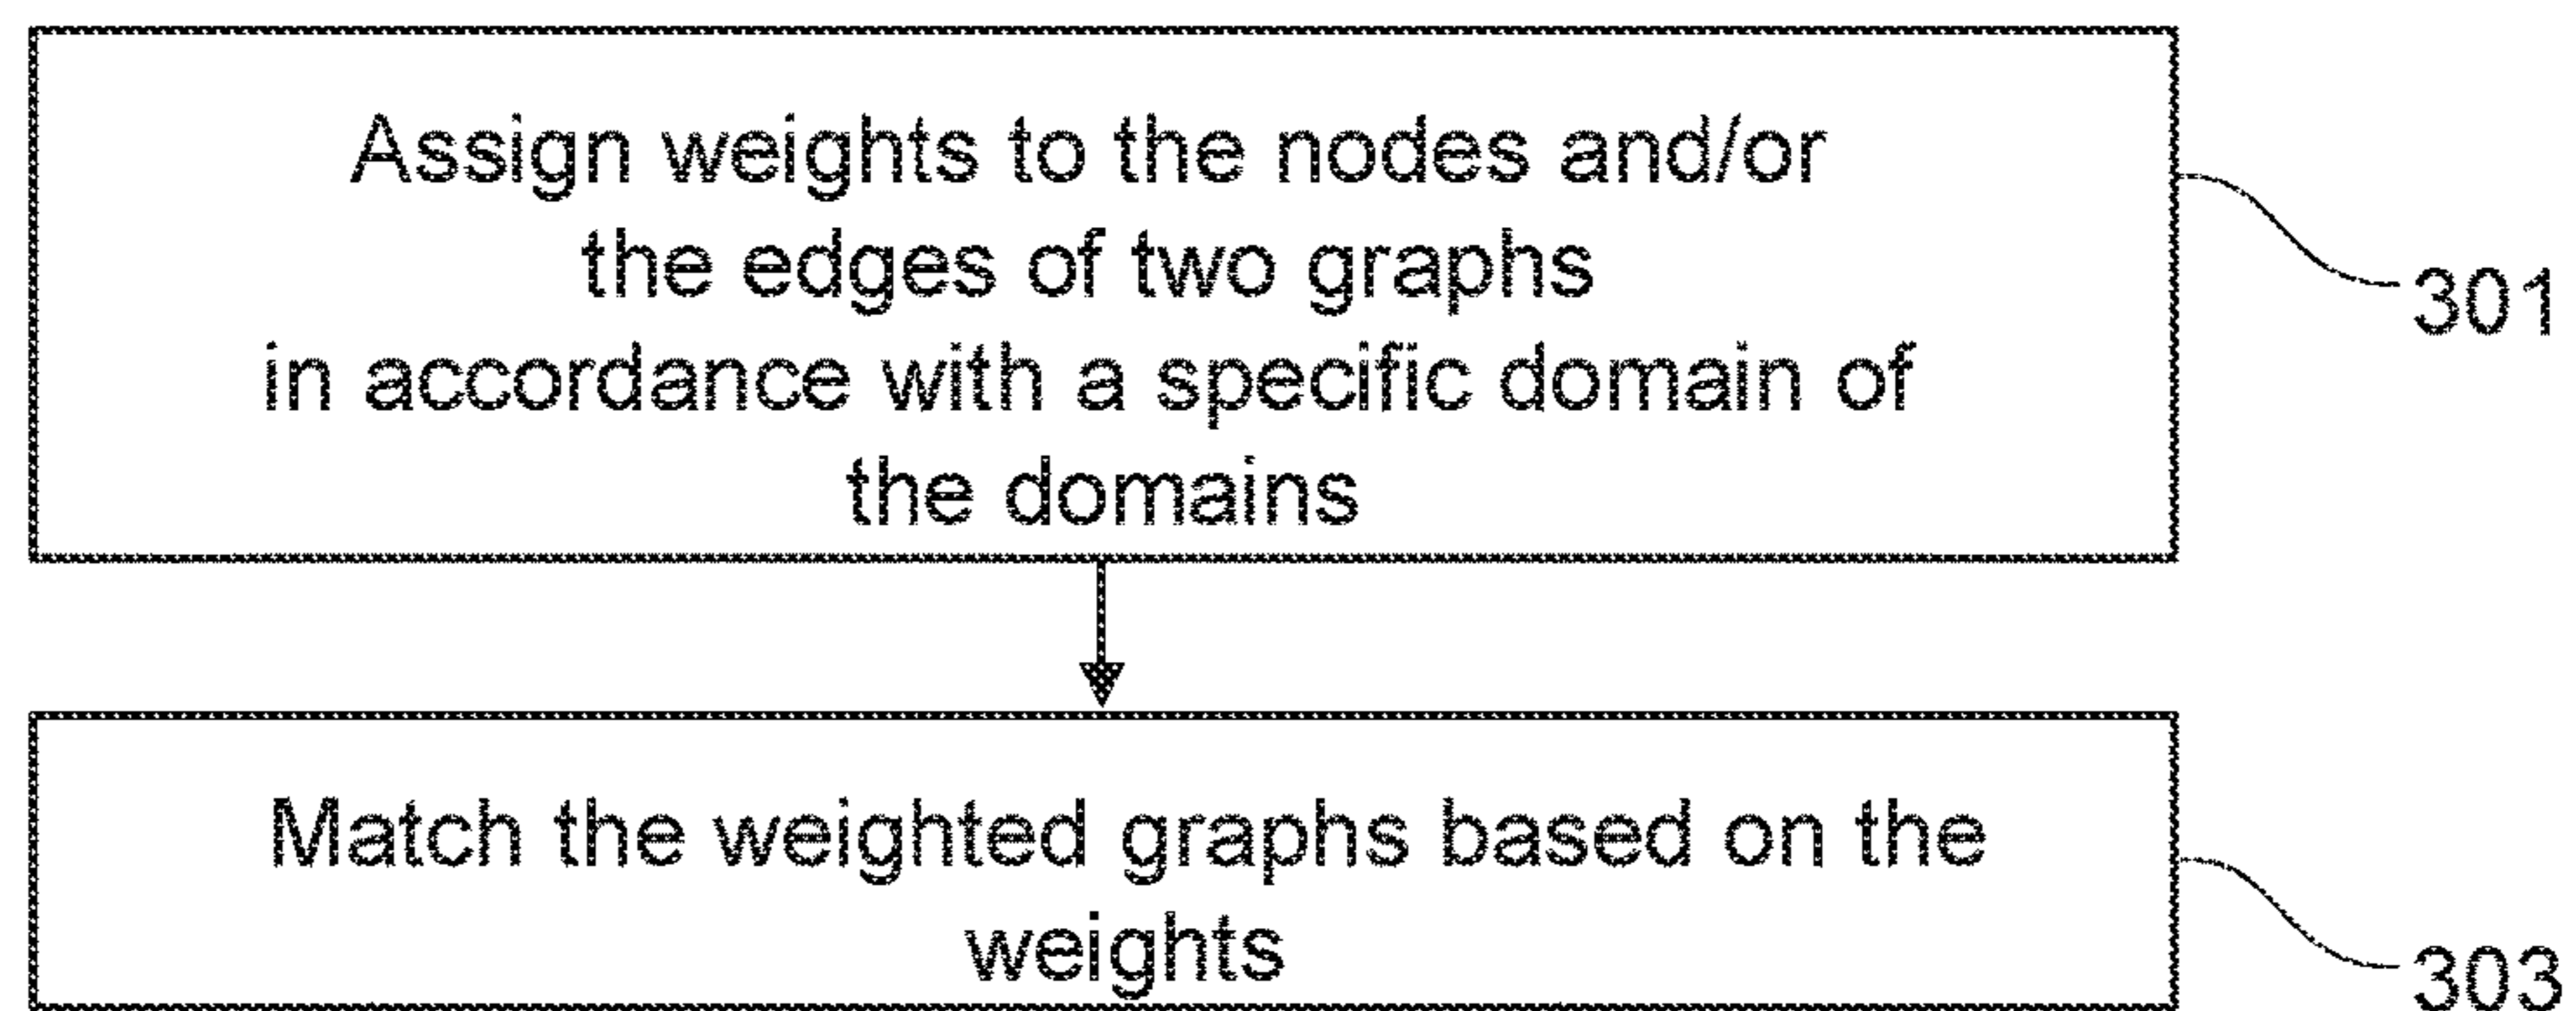 Assign weights to the nodes and/or
the edges of two graphs
in accordance with a specific domain of
the domains
301
Match the weighted graphs based on the
weights
303